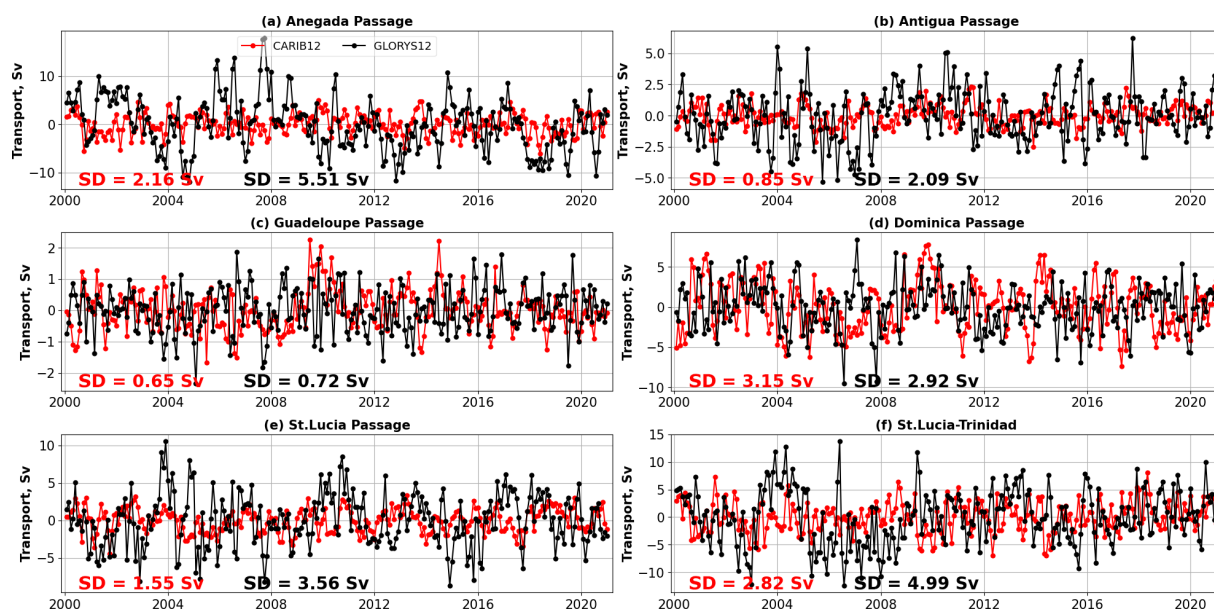 (a) Anegada Passage
CARIB12
GLORYS12
Transport, Sv
10
0
−10
SD = 2.16 Sv
SD = 5.51 Sv
2000
2004
2008
2012
2016
2020
(b) Antigua Passage
Transport, Sv
5.0
2.5
0.0
−2.5
−5.0
SD = 0.85 Sv
SD = 2.09 Sv
2000
2004
2008
2012
2016
2020
(c) Guadeloupe Passage
Transport, Sv
2
1
0
−1
−2
SD = 0.65 Sv
SD = 0.72 Sv
2000
2004
2008
2012
2016
2020
(d) Dominica Passage
Transport, Sv
5
0
−5
−10
SD = 3.15 Sv
SD = 2.92 Sv
2000
2004
2008
2012
2016
2020
(e) St.Lucia Passage
Transport, Sv
10
5
0
−5
SD = 1.55 Sv
SD = 3.56 Sv
2000
2004
2008
2012
2016
2020
(f) St.Lucia-Trinidad
Transport, Sv
15
10
5
0
−5
−10
SD = 2.82 Sv
SD = 4.99 Sv
2000
2004
2008
2012
2016
2020